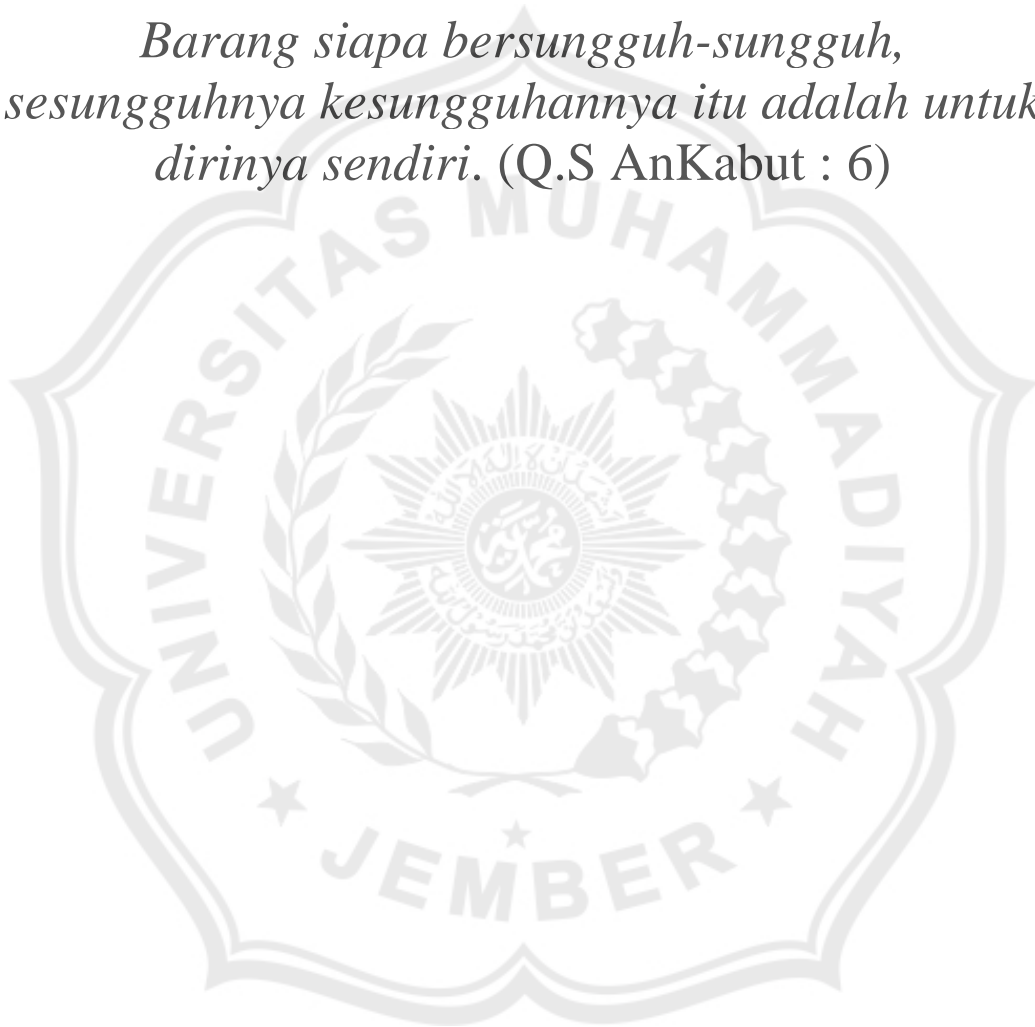 Barang siapa bersungguh-sungguh,
sesungguhnya kesungguhannya itu adalah untuk
dirinya sendiri. (Q.S AnKabut : 6)
UNIVERSITAS MUHAMMADIYAH
JEMBER